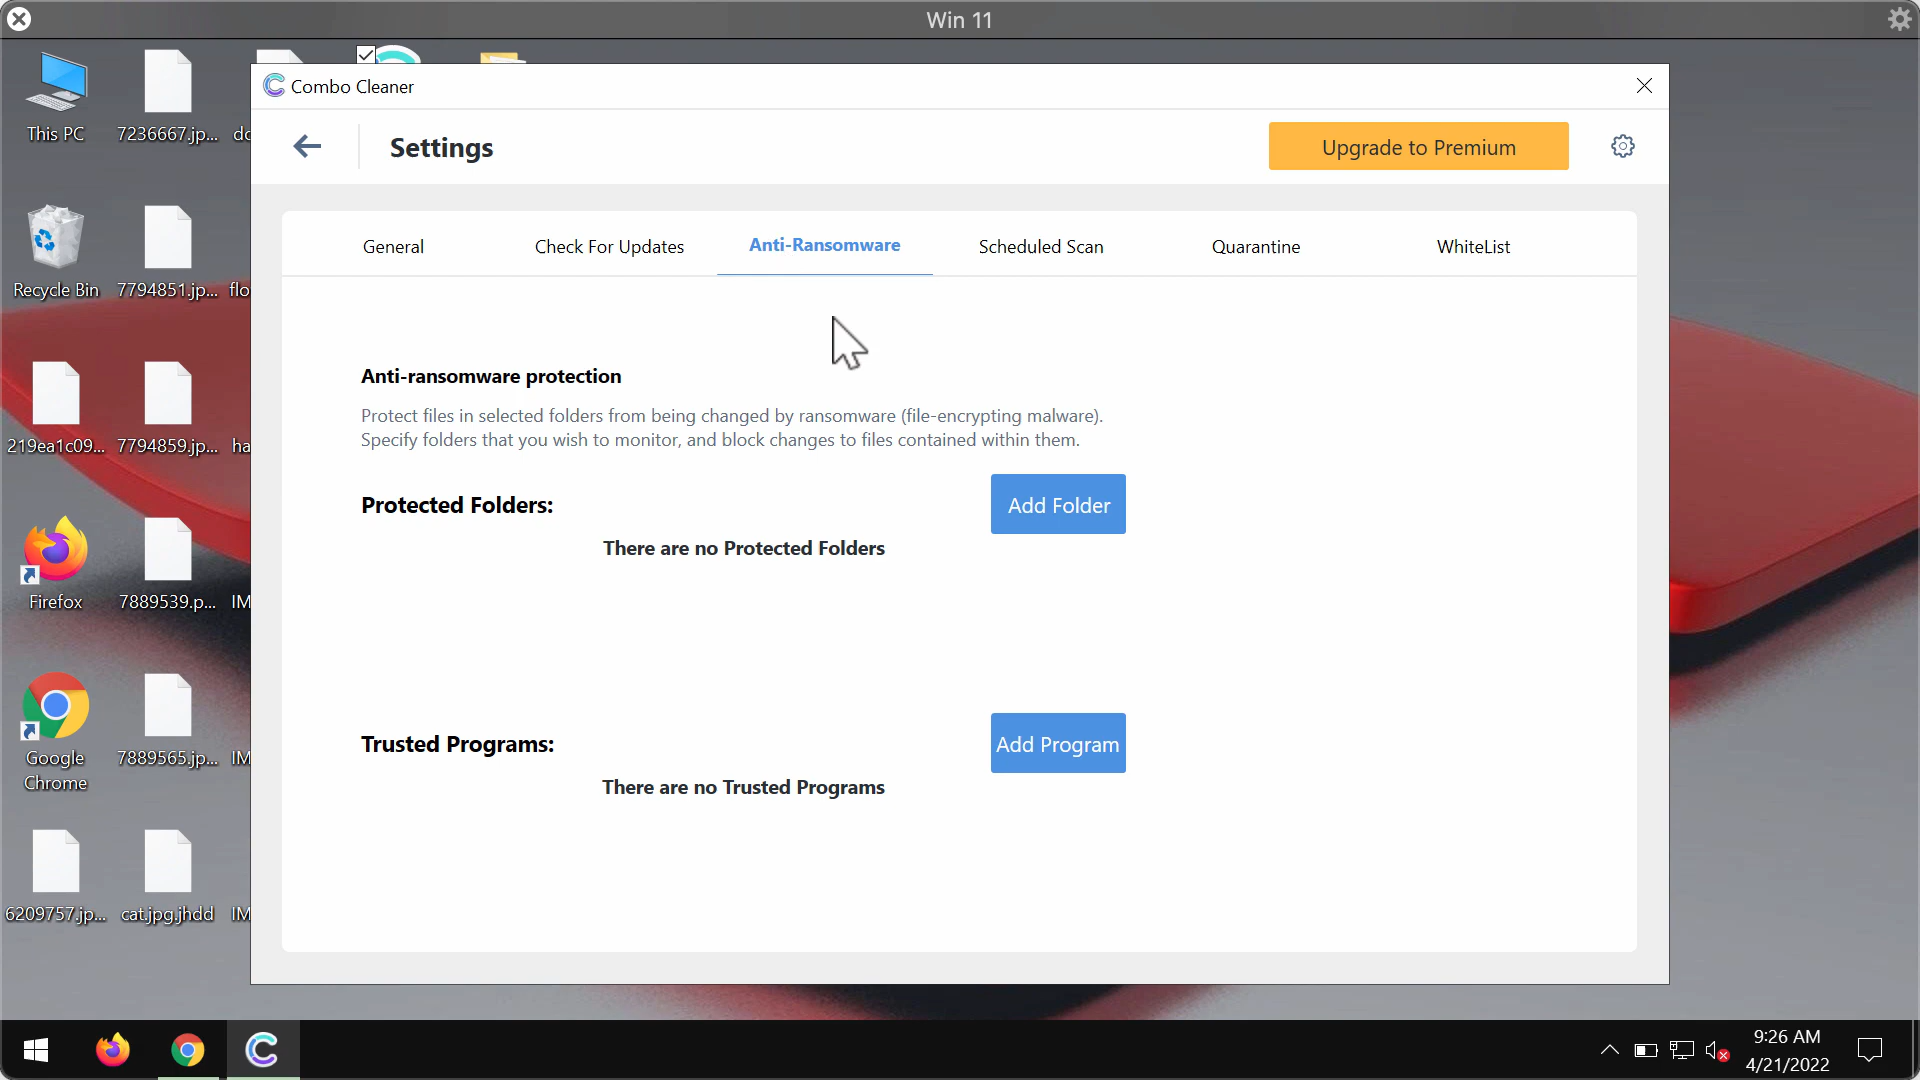 Win 11
This PC
7236667.jp...
Recycle Bin
7794851.jp...
flo
219ea1c09...
7794859.jp...
ha
Firefox
7889539.p...
IM
Google
Chrome
7889565.jp...
IM
6209757.jp...
cat.jpg.jhdd
IM
Combo Cleaner
Settings
Upgrade to Premium
General
Check For Updates
Anti-Ransomware
Scheduled Scan
Quarantine
WhiteList
Anti-ransomware protection
Protect files in selected folders from being changed by ransomware (file-encrypting malware).
Specify folders that you wish to monitor, and block changes to files contained within them.
Protected Folders:
Add Folder
There are no Protected Folders
Trusted Programs:
Add Program
There are no Trusted Programs
9:26 AM
4/21/2022